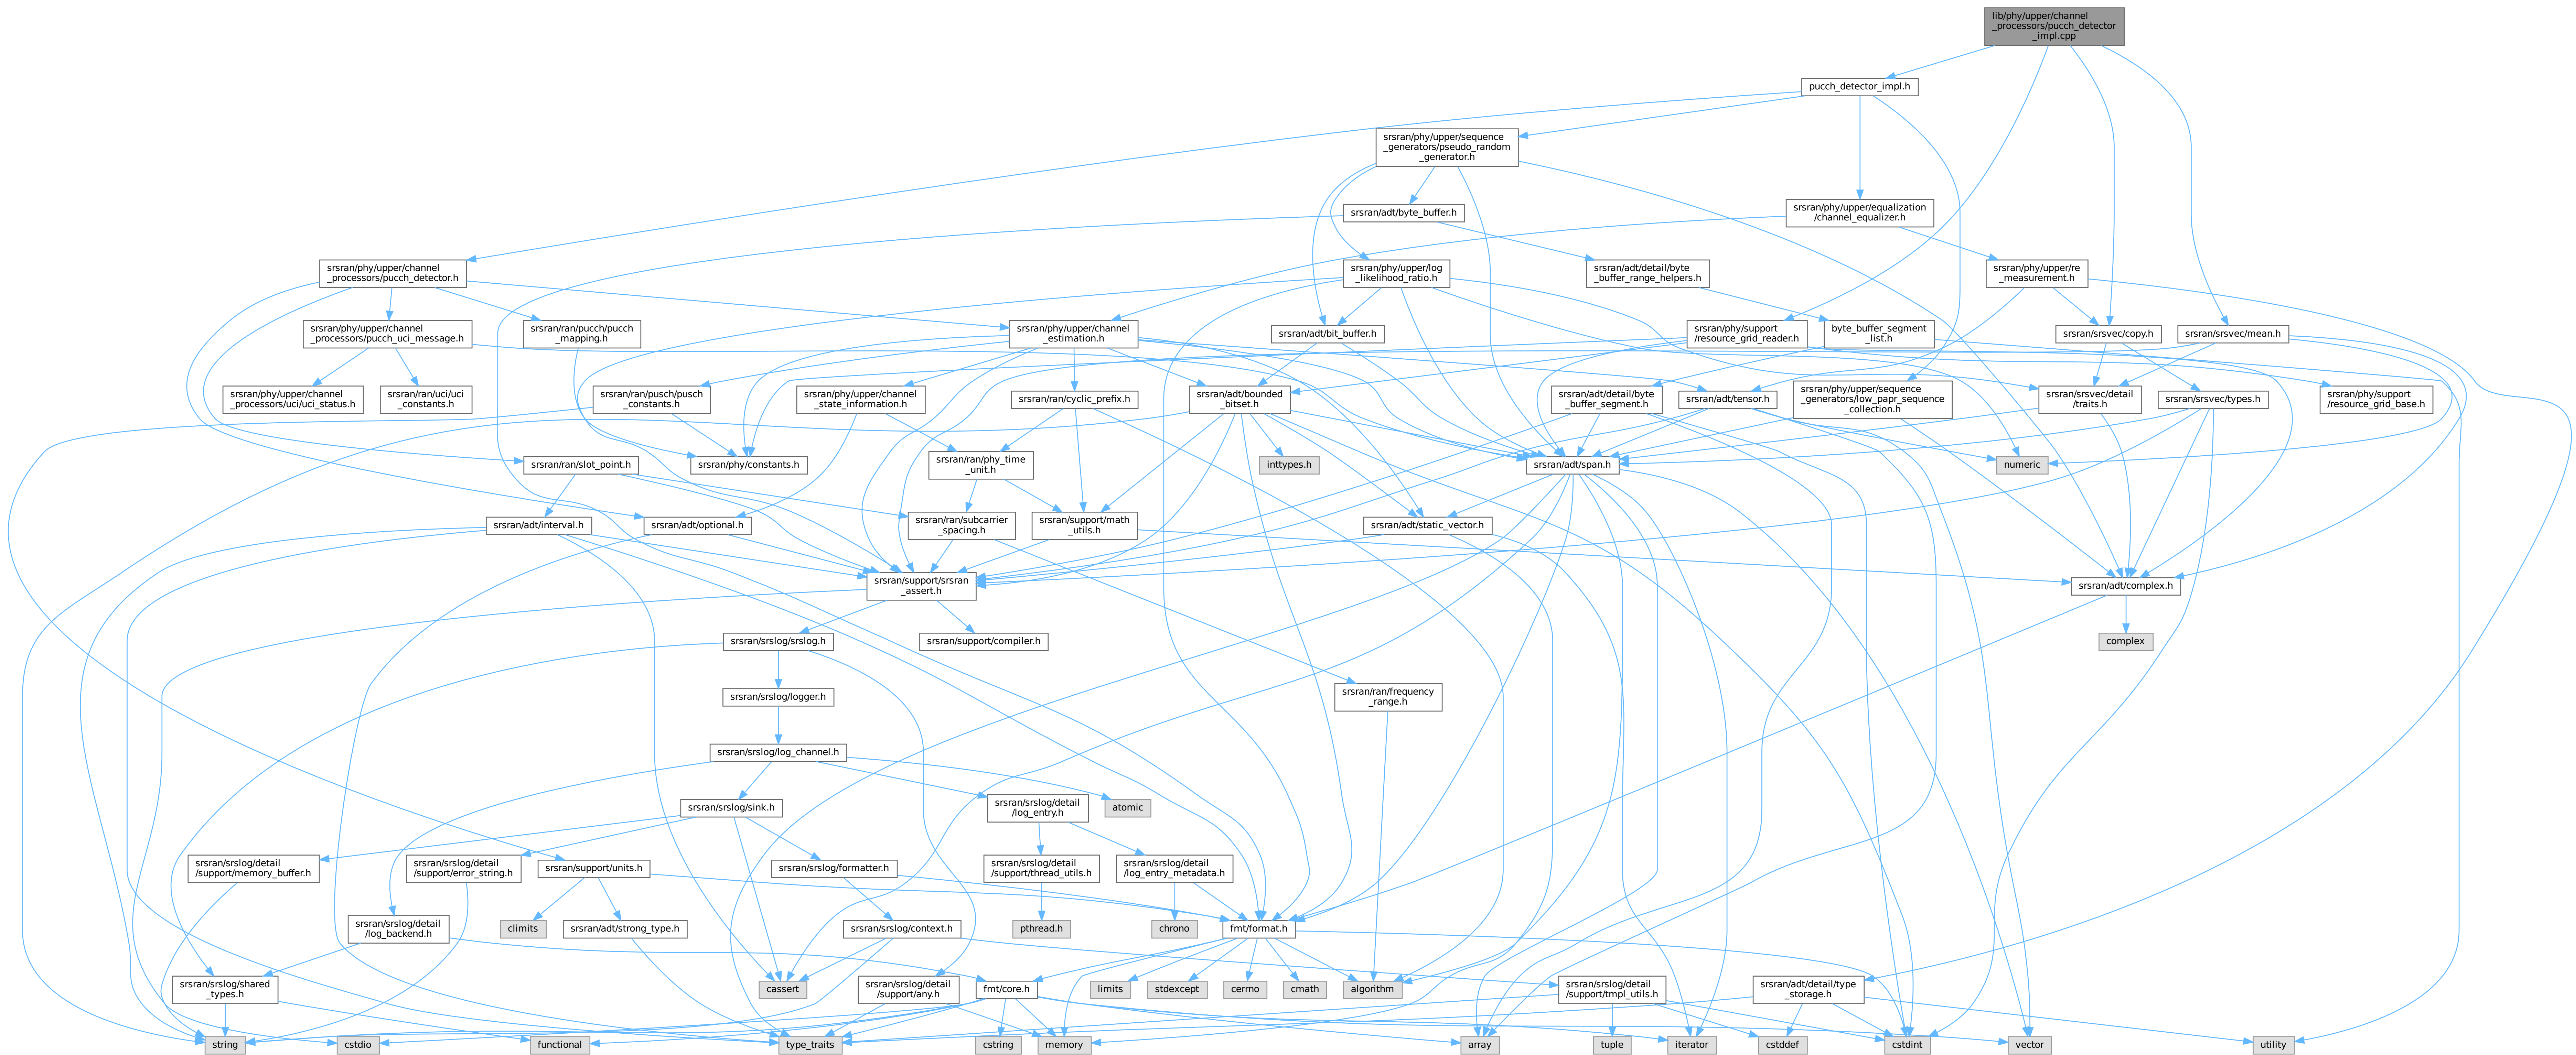 lib/phy/upper/channel
_processors/pucch_detector
_impl.cpp
pucch_detector_impl.h
srsran/phy/upper/sequence
_generators/pseudo_random
_generator.h
srsran/adt/byte_buffer.h
srsran/phy/upper/equalization
/channel_equalizer.h
srsran/phy/upper/channel
_processors/pucch_detector.h
srsran/phy/upper/log
_likelihood_ratio.h
srsran/adt/detail/byte
_buffer_range_helpers.h
srsran/phy/upper/re
_measurement.h
srsran/phy/upper/channel
_processors/pucch_uci_message.h
srsran/ran/pucch/pucch
_mapping.h
srsran/phy/upper/channel
_estimation.h
srsran/adt/bit_buffer.h
srsran/phy/support
/resource_grid_reader.h
byte_buffer_segment
_list.h
srsran/srsvec/copy.h
srsran/srsvec/mean.h
srsran/phy/upper/channel
_processors/uci/uci_status.h
srsran/ran/uci/uci
_constants.h
srsran/ran/pusch/pusch
_constants.h
srsran/phy/upper/channel
_state_information.h
srsran/ran/cyclic_prefix.h
srsran/adt/bounded
_bitset.h
srsran/adt/detail/byte
_buffer_segment.h
srsran/adt/tensor.h
srsran/phy/upper/sequence
_generators/low_papr_sequence
_collection.h
srsran/srsvec/detail
/traits.h
srsran/srsvec/types.h
srsran/phy/support
/resource_grid_base.h
srsran/ran/slot_point.h
srsran/phy/constants.h
srsran/ran/phy_time
_unit.h
inttypes.h
srsran/adt/span.h
numeric
srsran/adt/interval.h
srsran/adt/optional.h
srsran/ran/subcarrier
_spacing.h
srsran/support/math
_utils.h
srsran/adt/static_vector.h
srsran/support/srsran
_assert.h
srsran/adt/complex.h
srsran/srslog/srslog.h
srsran/support/compiler.h
complex
srsran/srslog/logger.h
srsran/ran/frequency
_range.h
srsran/srslog/log_channel.h
srsran/srslog/sink.h
srsran/srslog/detail
/log_entry.h
atomic
srsran/srslog/detail
/support/memory_buffer.h
srsran/srslog/detail
/support/error_string.h
srsran/support/units.h
srsran/srslog/formatter.h
srsran/srslog/detail
/support/thread_utils.h
srsran/srslog/detail
/log_entry_metadata.h
srsran/srslog/detail
/log_backend.h
climits
srsran/adt/strong_type.h
srsran/srslog/context.h
pthread.h
chrono
fmt/format.h
srsran/srslog/shared
_types.h
cassert
srsran/srslog/detail
/support/any.h
fmt/core.h
limits
stdexcept
cerrno
cmath
algorithm
srsran/srslog/detail
/support/tmpl_utils.h
srsran/adt/detail/type
_storage.h
string
cstdio
functional
type_traits
cstring
memory
array
tuple
iterator
cstddef
cstdint
vector
utility